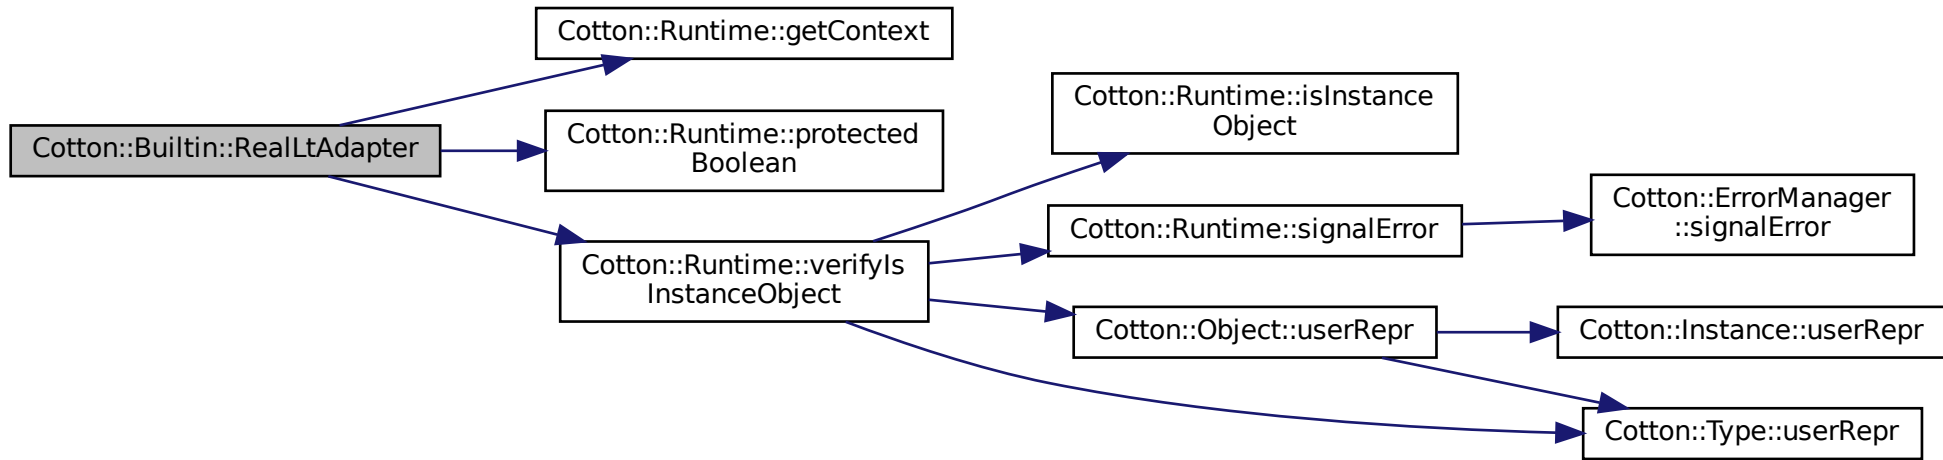 Cotton::Builtin::RealLtAdapter
Cotton::Runtime::getContext
Cotton::Runtime::protected
Boolean
Cotton::Runtime::verifyIs
InstanceObject
Cotton::Runtime::isInstance
Object
Cotton::Runtime::signalError
Cotton::Object::userRepr
Cotton::ErrorManager
::signalError
Cotton::Instance::userRepr
Cotton::Type::userRepr